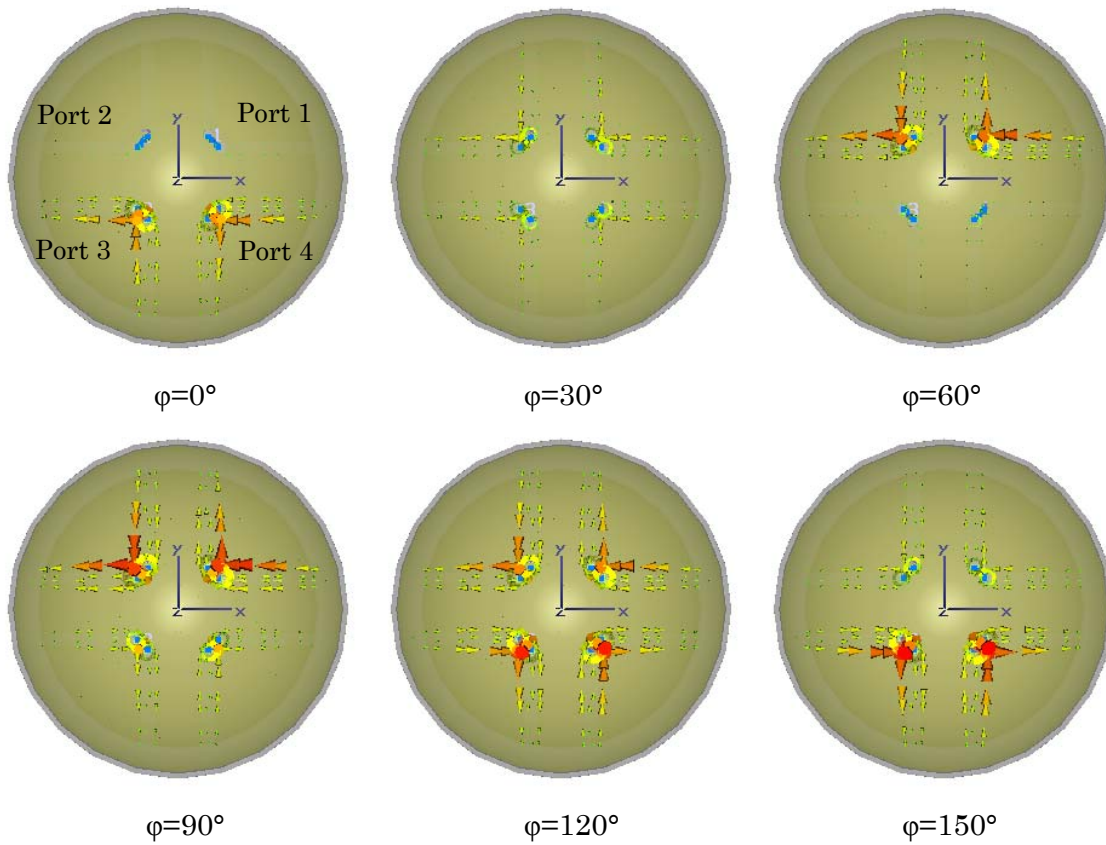 Port 2
Port 1
y
z
x
Port 3
Port 4
y
z
x
y
z
x
φ=0°
φ=30°
φ=60°
y
z
x
y
z
x
y
z
x
φ=90°
φ=120°
φ=150°